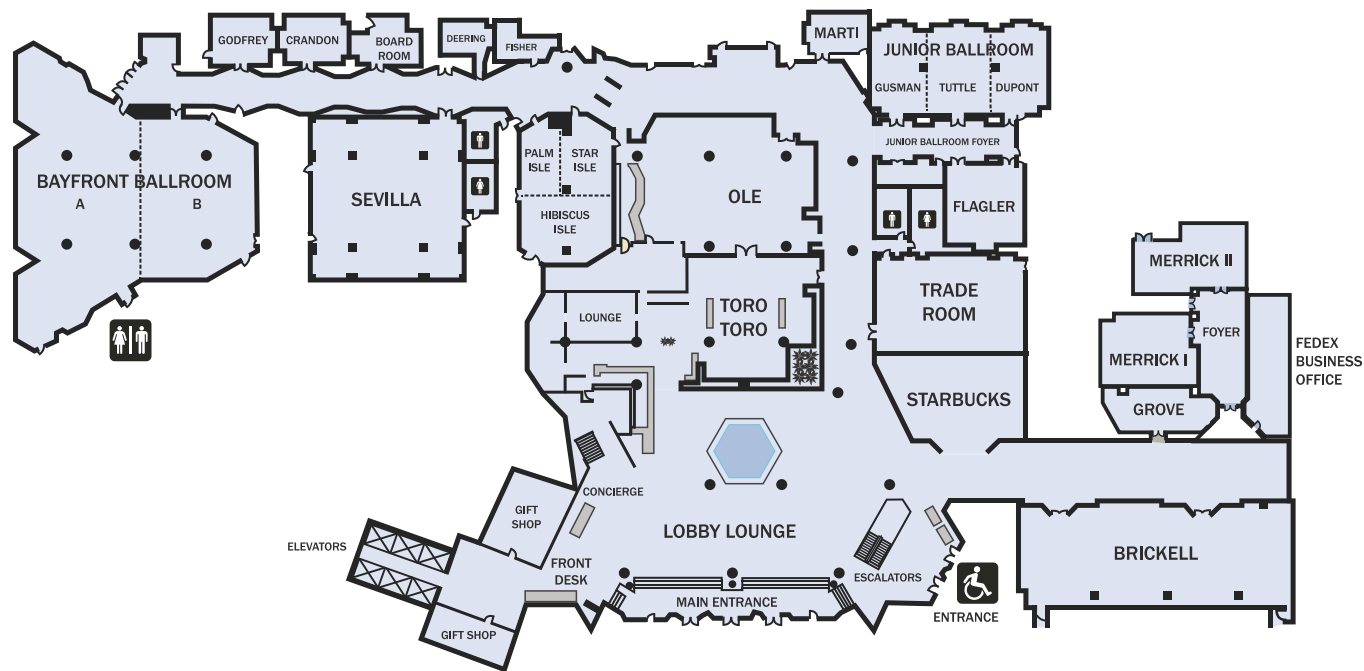 GODFREY
CRANDON
BOARD
ROOM
DEERING
FISHER
MARTI
JUNIOR BALLROOM
GUSMAN
TUTTLE
DUPONT
JUNIOR BALLROOM FOYER
BAYFRONT BALLROOM
A
B
SEVILLA
PALM
ISLE
STAR
ISLE
HIBISCUS
ISLE
OLE
FLAGLER
MERRICK II
TRADE
ROOM
TORO
TORO
LOUNGE
FOYER
MERRICK I
FEDEX
BUSINESS
OFFICE
STARBUCKS
GROVE
CONCIERGE
GIFT
SHOP
LOBBY LOUNGE
ELEVATORS
FRONT
DESK
ESCALATORS
BRICKELL
MAIN ENTRANCE
ENTRANCE
GIFT SHOP